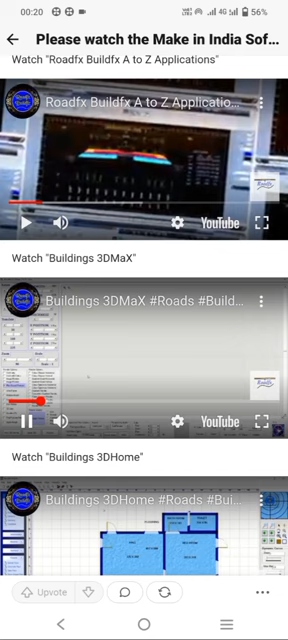 00:20
4G
56%
Please watch the Make in India Sof...
Watch "Roadfx Buildfx A to Z Applications"
Roadfx Buildfx A to Z Applicatio...
YouTube
Watch "Buildings 3DMaX"
Buildings 3DMaX #Roads #Build...
YouTube
Watch "Buildings 3DHome"
Buildings 3DHome #Roads #Bui...
Upvote